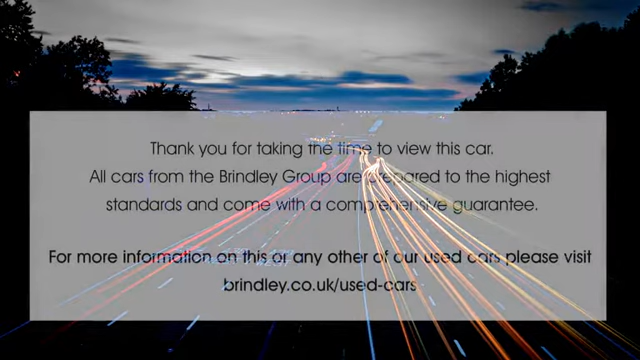 Thank you for taking the time to view this car.
All cars from the Brindley Group are prepared to the highest
standards and come with a comprehensive guarantee.
For more information on this or any other of our used cars please visit
brindley.co.uk/used-cars